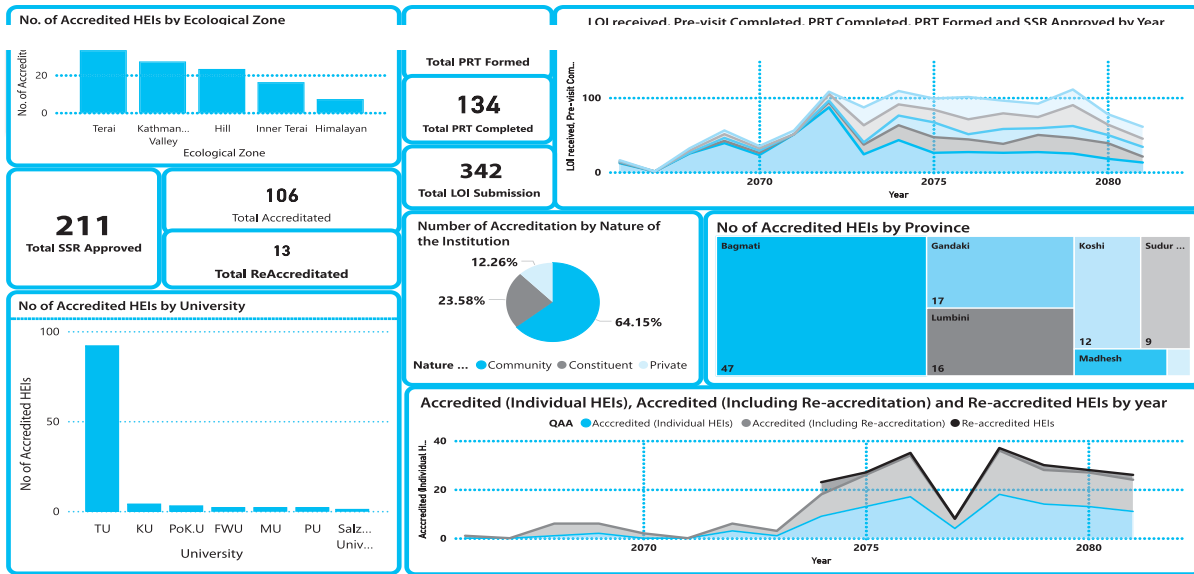 No. of Accredited HEIs by Ecological Zone
No. of Accredite
20
0
Terai
Kathman...
Valley
Hill
Inner Terai
Himalayan
Ecological Zone
Total PRT Formed
134
Total PRT Completed
342
Total LOI Submission
LOI received, Pre-visit Completed, PRT Completed, PRT Formed and SSR Approved by Year
LOI received, Pre-visit Com...
100
0
2070
2075
2080
Year
211
Total SSR Approved
106
Total Accreditated
13
Total ReAccreditated
Number of Accreditation by Nature of
the Institution
12.26%
23.58%
64.15%
Nature ...
Community
Constituent
Private
No of Accredited HEIs by Province
Bagmati
47
Gandaki
17
Lumbini
16
Koshi
12
Sudur ...
9
Madhesh
No of Accredited HEIs by University
No of Accredited HEIs
100
50
0
TU
KU
PoK.U
FWU
MU
PU
Salz...
Univ...
University
Accredited (Individual HEIs), Accredited (Including Re-accreditation) and Re-accredited HEIs by year
QAA
Acccredited (Individual HEIs)
Accredited (Including Re-accreditation)
Re-accredited HEIs
Accredited (Individual H..
40
20
0
2070
2075
2080
Year